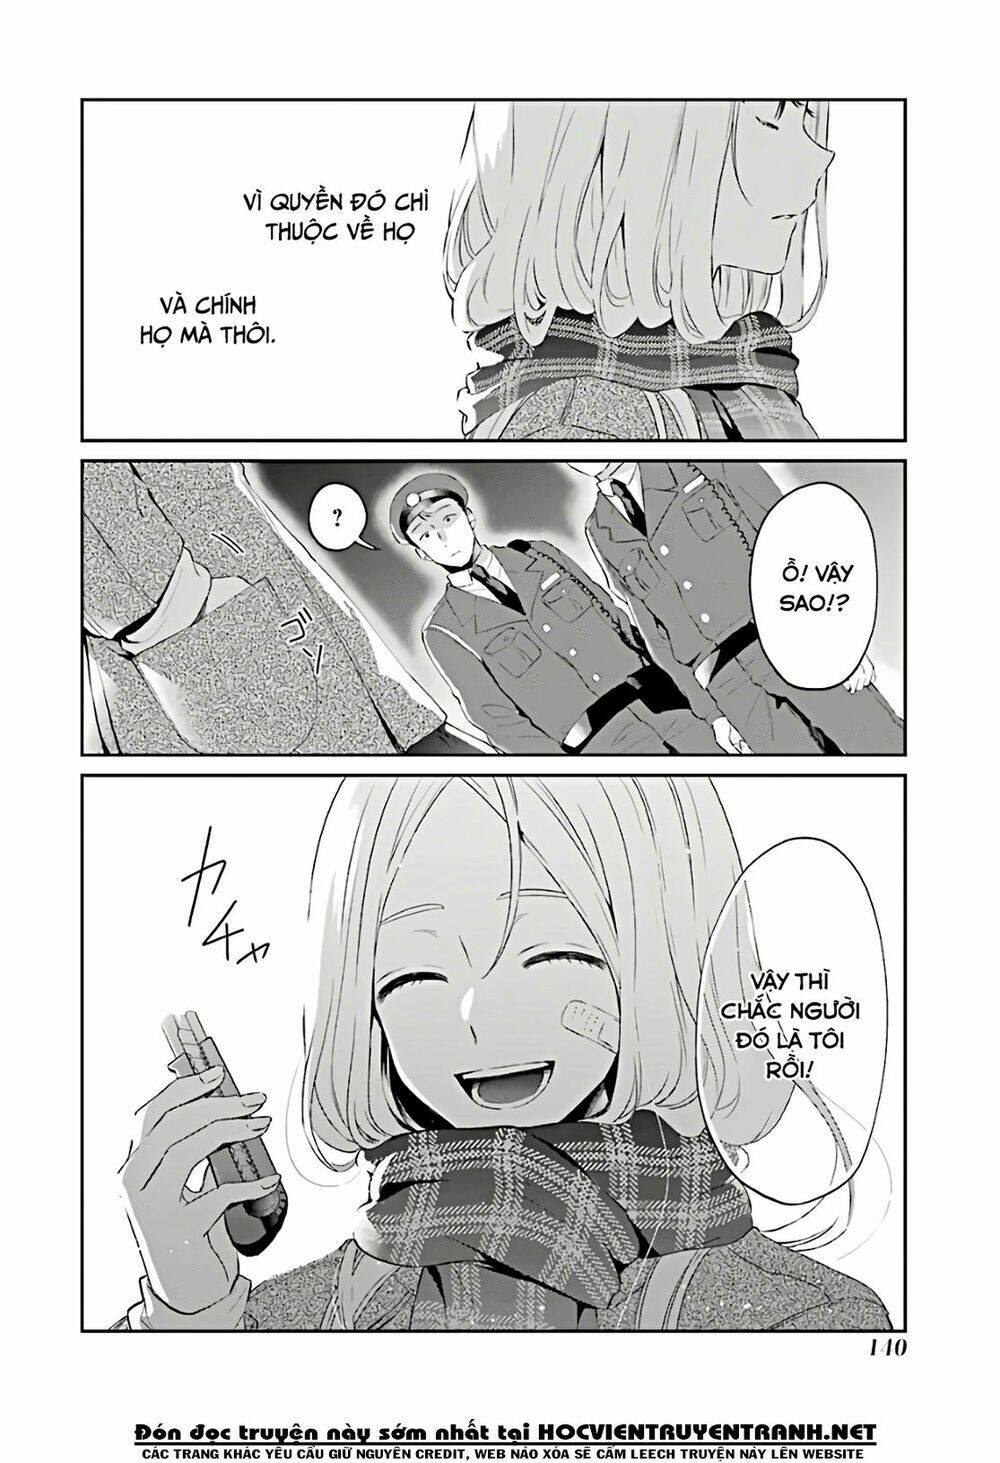 VÌ QUYỀN ĐÓ CHỈ
THUỘC VỀ HỌ
VÀ CHÍNH
HỌ MÀ THÔI.
Ồ! VẬY
SAO!?
?
ゴソ
カチャ
VẬY THÌ
CHẮC NGƯỜI
ĐÓ LÀ TÔI
RỒI!
140
Đón đọc truyện này sớm nhất tại HOCVIENTRUYENTRANH.NET
CÁC TRANG KHÁC YÊU CẦU GIỮ NGUYÊN CREDIT, WEB NÀO XÓA SẼ CẤM LEECH TRUYỆN NÀY LÊN WEBSITE